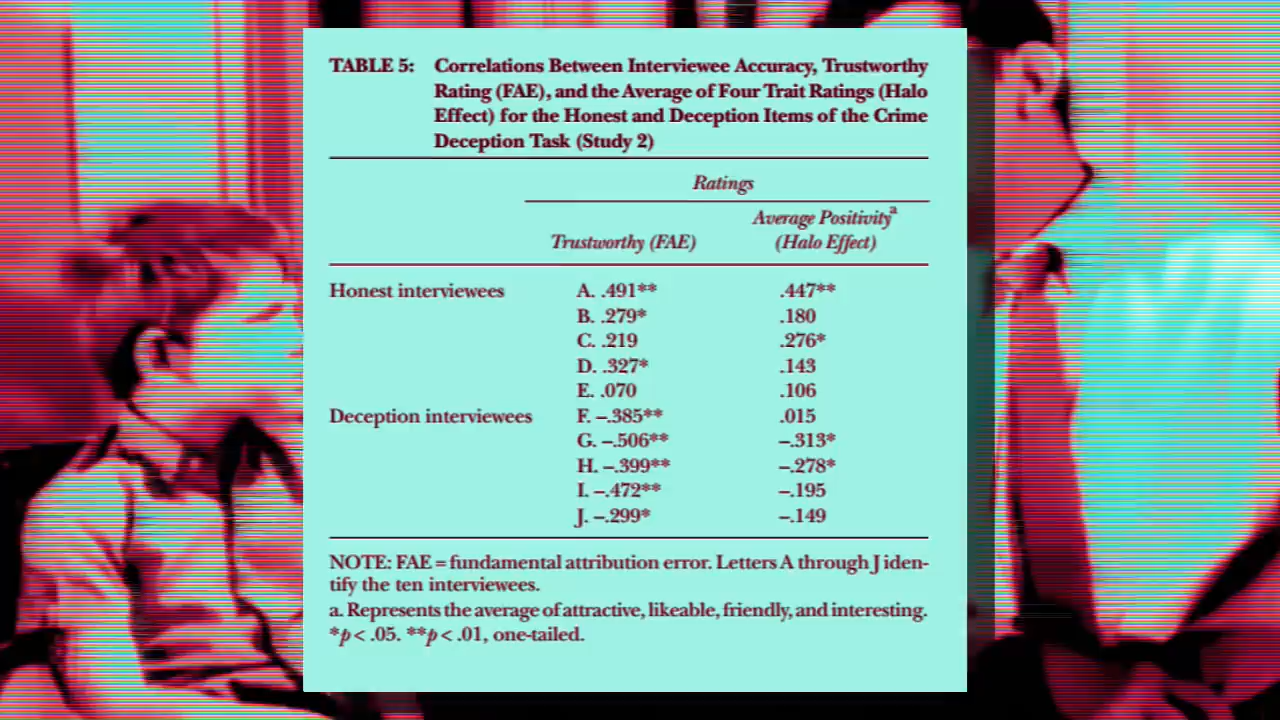 TABLE 5: Correlations Between Interviewee Accuracy, Trustworthy
Rating (FAE), and the Average of Four Trait Ratings (Halo
Effect) for the Honest and Deception Items of the Crime
Deception Task (Study 2)
Ratings
Average Positivitya
Trustworthy (FAE) (Halo Effect)
Honest interviewees A. .491** .447**
B. .279* .180
C. .219 .276*
D. .327* .143
E. .070 .106
Deception interviewees F. –.385** .015
G. –.506** –.313*
H. –.399** –.278*
I. –.472** –.195
J. –.299* –.149
NOTE: FAE = fundamental attribution error. Letters A through J iden-
tify the ten interviewees.
a. Represents the average of attractive, likeable, friendly, and interesting.
*p < .05. **p < .01, one-tailed.